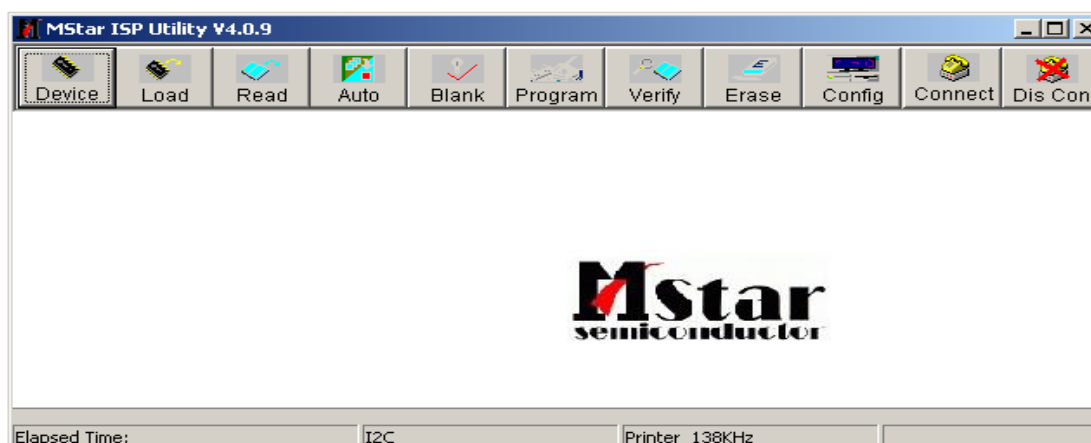 MStar ISP Utility V4.0.9
Device Load Read Auto Blank Program Verify Erase Config Connect Dis Con
MStar
semiconductor
Elapsed Time: I2C Printer 138KHz